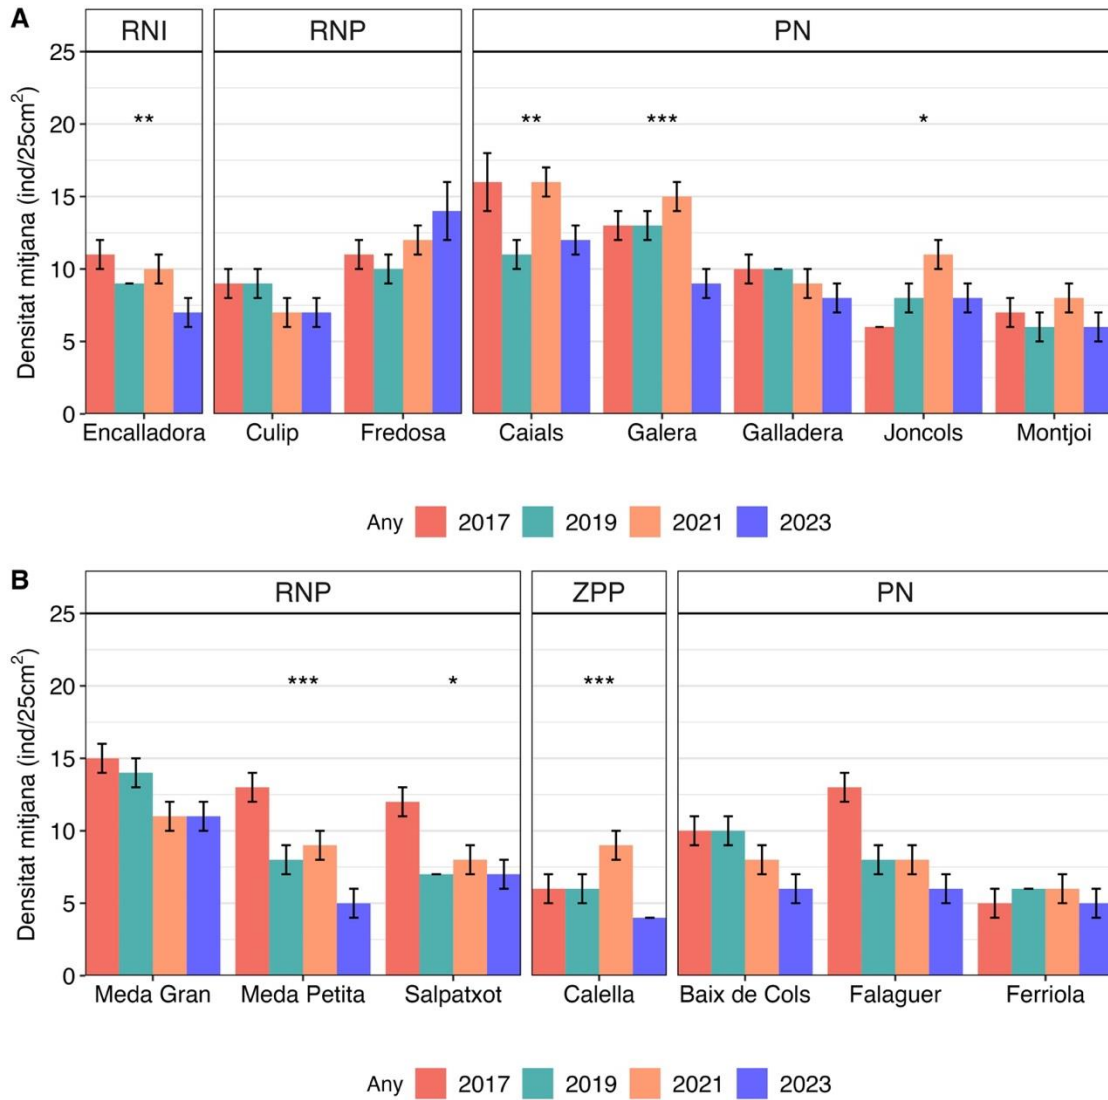 A
RNI RNP PN
Densitat mitjana (ind/25cm²)
25
20
15
10
5
0
** ** *** *
Encalladora Culip Fredosa Caials Galera Galladera Joncols Montjoi
Any 2017 2019 2021 2023
B
RNP ZPP PN
Densitat mitjana (ind/25cm²)
25
20
15
10
5
0
*** * ***
Meda Gran Meda Petita Salpatxot Calella Baix de Cols Falaguer Ferriola
Any 2017 2019 2021 2023